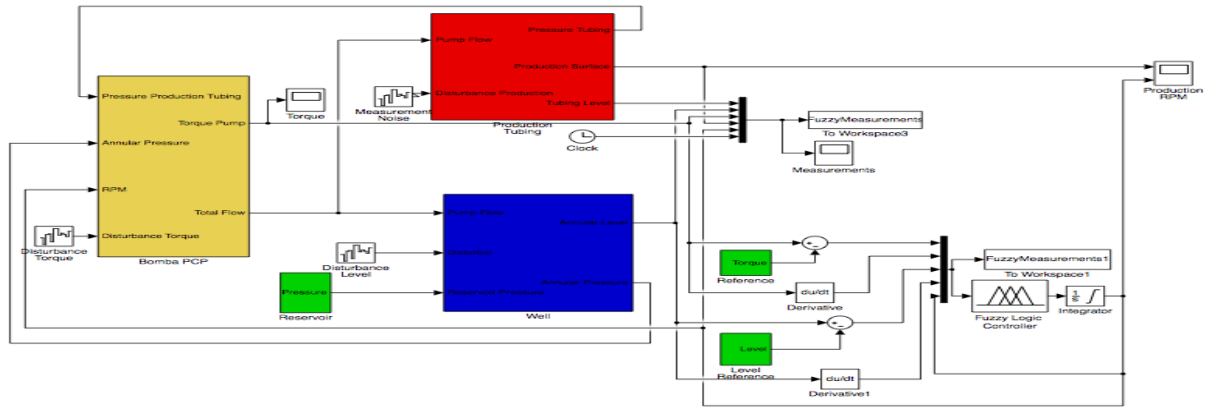 Pressure Tubing
Pump Flow
Production Surface
Disturbance Production
Tubing Level
Production
Tubing
Measurement
Noise
Pressure Production Tubing
Torque Pump
Annular Pressure
RPM
Total Flow
Disturbance Torque
Bomba PCP
Torque
Clock
FuzzyMeasurements
To Workspace3
Measurements
Production
RPM
Disturbance
Torque
Disturbance
Level
Pressure
Reservoir
Pump Flow
Annular Level
Reservoir Pressure
Annular Pressure
Well
Torque
Reference
du/dt
Derivative
Level
Level
Reference
du/dt
Derivative1
FuzzyMeasurements1
To Workspace1
Fuzzy Logic
Controller
Integrator